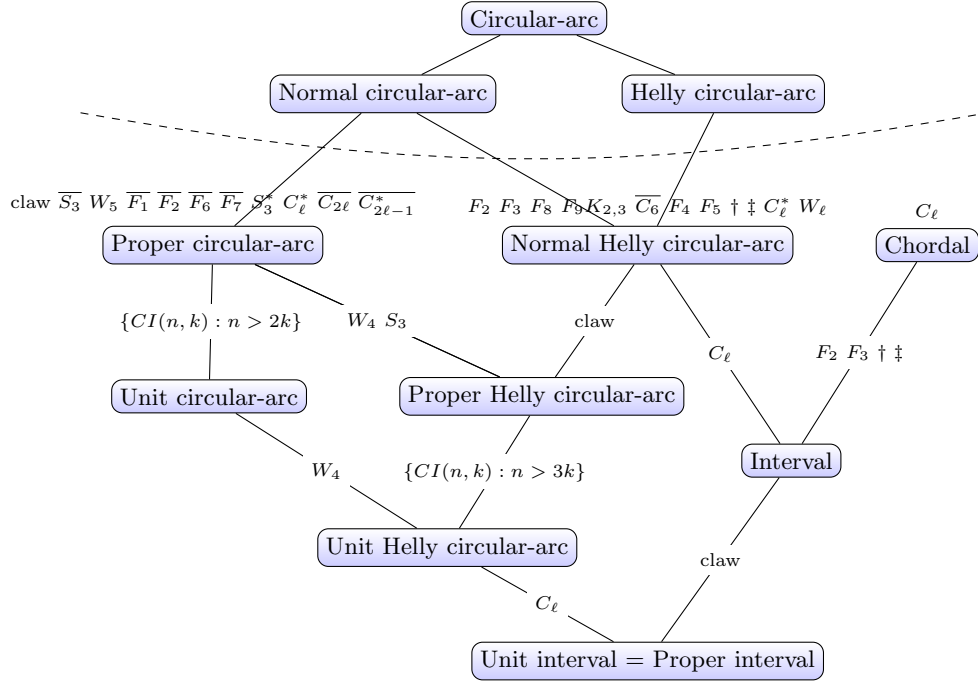 Circular-arc
Normal circular-arc
Helly circular-arc
claw $\overline{S_3}$ $W_5$ $\overline{F_1}$ $\overline{F_2}$ $\overline{F_6}$ $\overline{F_7}$ $S_3^*$ $C_\ell^*$ $\overline{C_{2\ell}}$ $\overline{C_{2\ell-1}^*}$
$F_2$ $F_3$ $F_8$ $F_9$ $K_{2,3}$ $\overline{C_6}$ $F_4$ $F_5$ † ‡ $C_\ell^*$ $W_\ell$
$C_\ell$
Proper circular-arc
Normal Helly circular-arc
Chordal
$\{CI(n, k) : n > 2k\}$
$W_4$ $S_3$
claw
$C_\ell$
$F_2$ $F_3$ † ‡
Unit circular-arc
Proper Helly circular-arc
Interval
$W_4$
$\{CI(n, k) : n > 3k\}$
Unit Helly circular-arc
claw
$C_\ell$
Unit interval = Proper interval